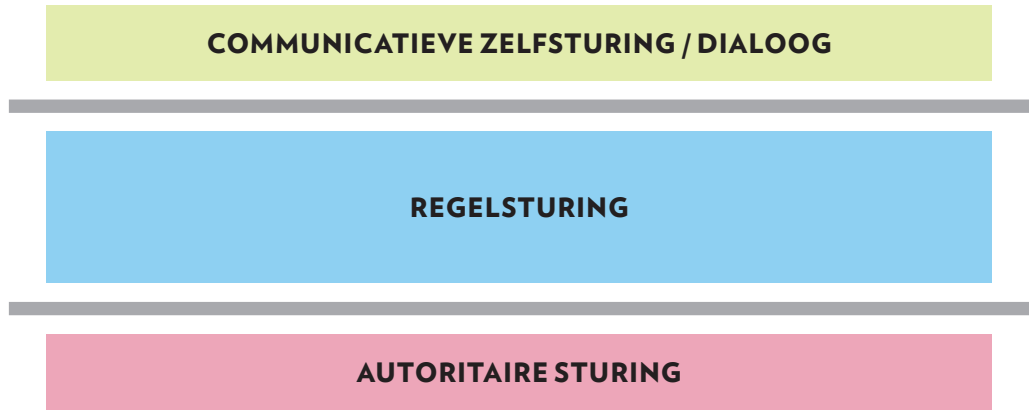 COMMUNICATIEVE ZELFSTURING / DIALOOG
REGELSTURING
AUTORITAIRE STURING